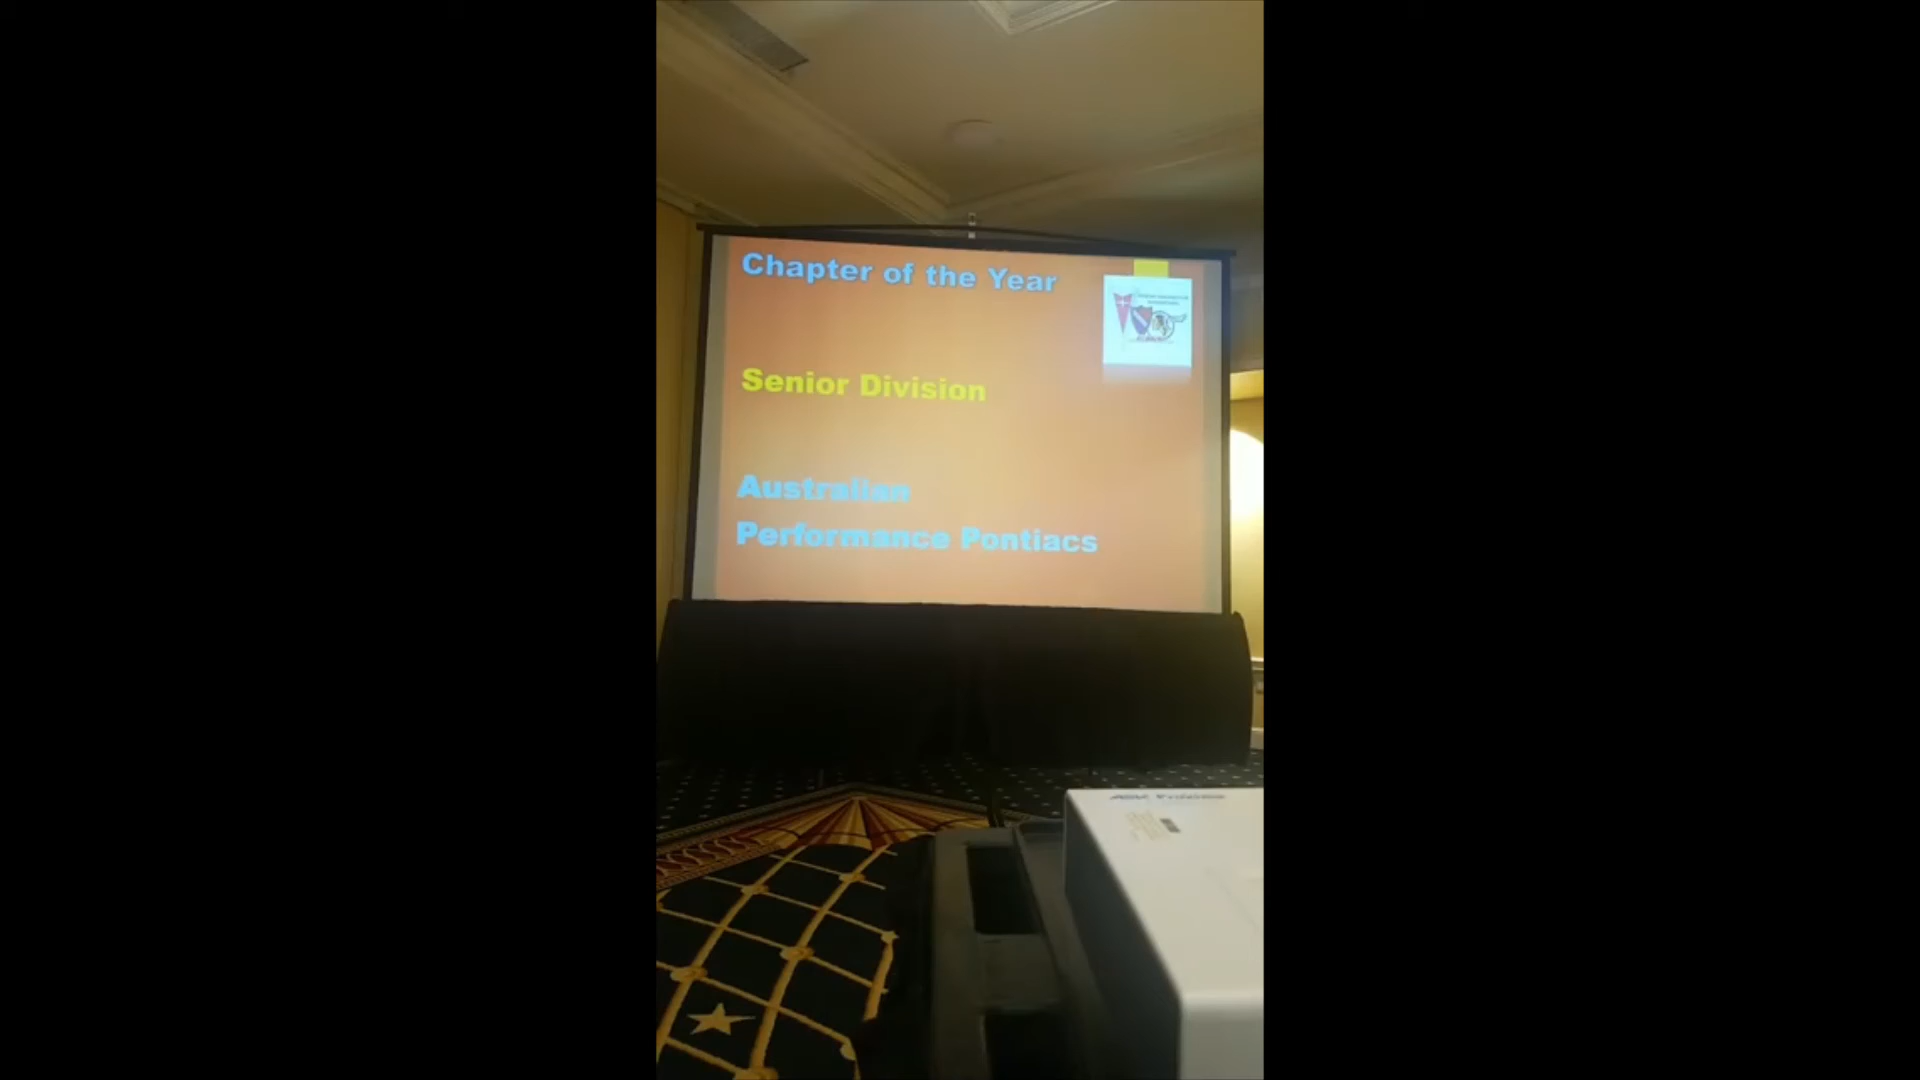 Chapter of the Year
Senior Division
Australian
Performance Pontiacs